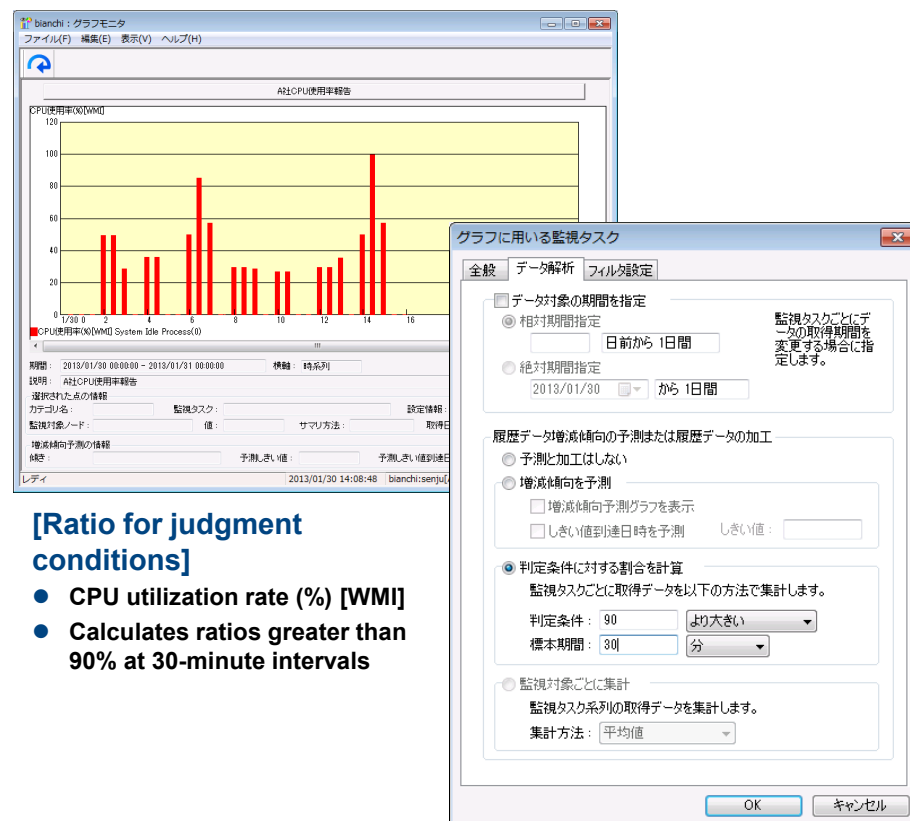 bianchi : グラフモニタ
ファイル(F) 編集(E) 表示(V) ヘルプ(H)
A社CPU使用率報告
CPU使用率(%)[WMI]
120
100
80
60
40
20
0
1/30 0 2 4 6 8 10 12 14 16
CPU使用率(%)[WMI] System Idle Process(0)
期間 : 2013/01/30 00:00:00 - 2013/01/31 00:00:00 横軸 : 時系列
説明 : A社CPU使用率報告
選択された点の情報
カテゴリ名 : 監視タスク : 設定情報 :
監視対象ノード : 値 : サマリ方法 : 取得日
増減傾向予測の情報
傾き : 予測しきい値 : 予測しきい値到達日
レディ 2013/01/30 14:08:48 bianchi:senju[
グラフに用いる監視タスク
全般 データ解析 フィルタ設定
データ対象の期間を指定
相対期間指定
日前から 1日間
絶対期間指定
2013/01/30 から 1日間
監視タスクごとにデ
ータの取得期間を
変更する場合に指
定します。
履歴データ増減傾向の予測または履歴データの加工
予測と加工はしない
増減傾向を予測
増減傾向予測グラフを表示
しきい値到達日時を予測 しきい値 :
判定条件に対する割合を計算
監視タスクごとに取得データを以下の方法で集計します。
判定条件 : 90 より大きい
標本期間 : 30 分
監視対象ごとに集計
監視タスク系列の取得データを集計します。
集計方法 : 平均値
OK キャンセル
[Ratio for judgment
conditions]
● CPU utilization rate (%) [WMI]
● Calculates ratios greater than
90% at 30-minute intervals